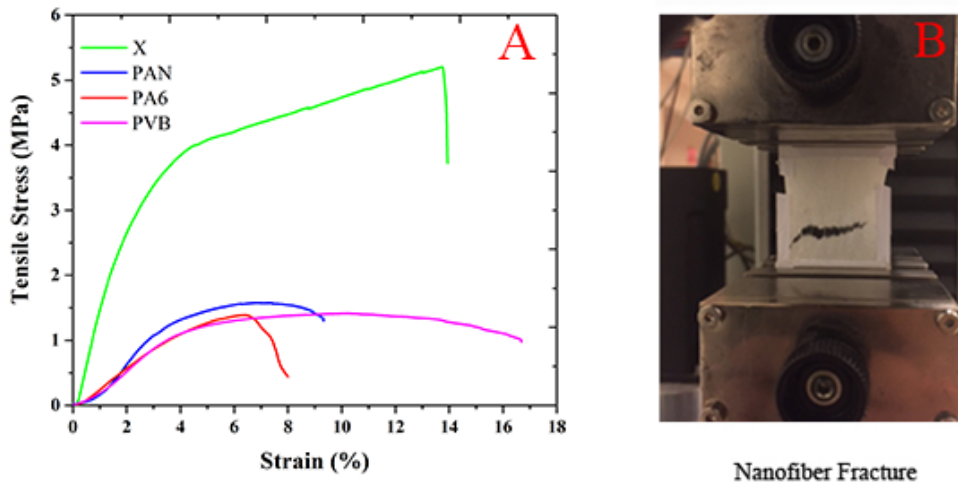 A
B
X
PAN
PA6
PVB
Tensile Stress (MPa)
6
5
4
3
2
1
0
0 2 4 6 8 10 12 14 16 18
Strain (%)
Nanofiber Fracture